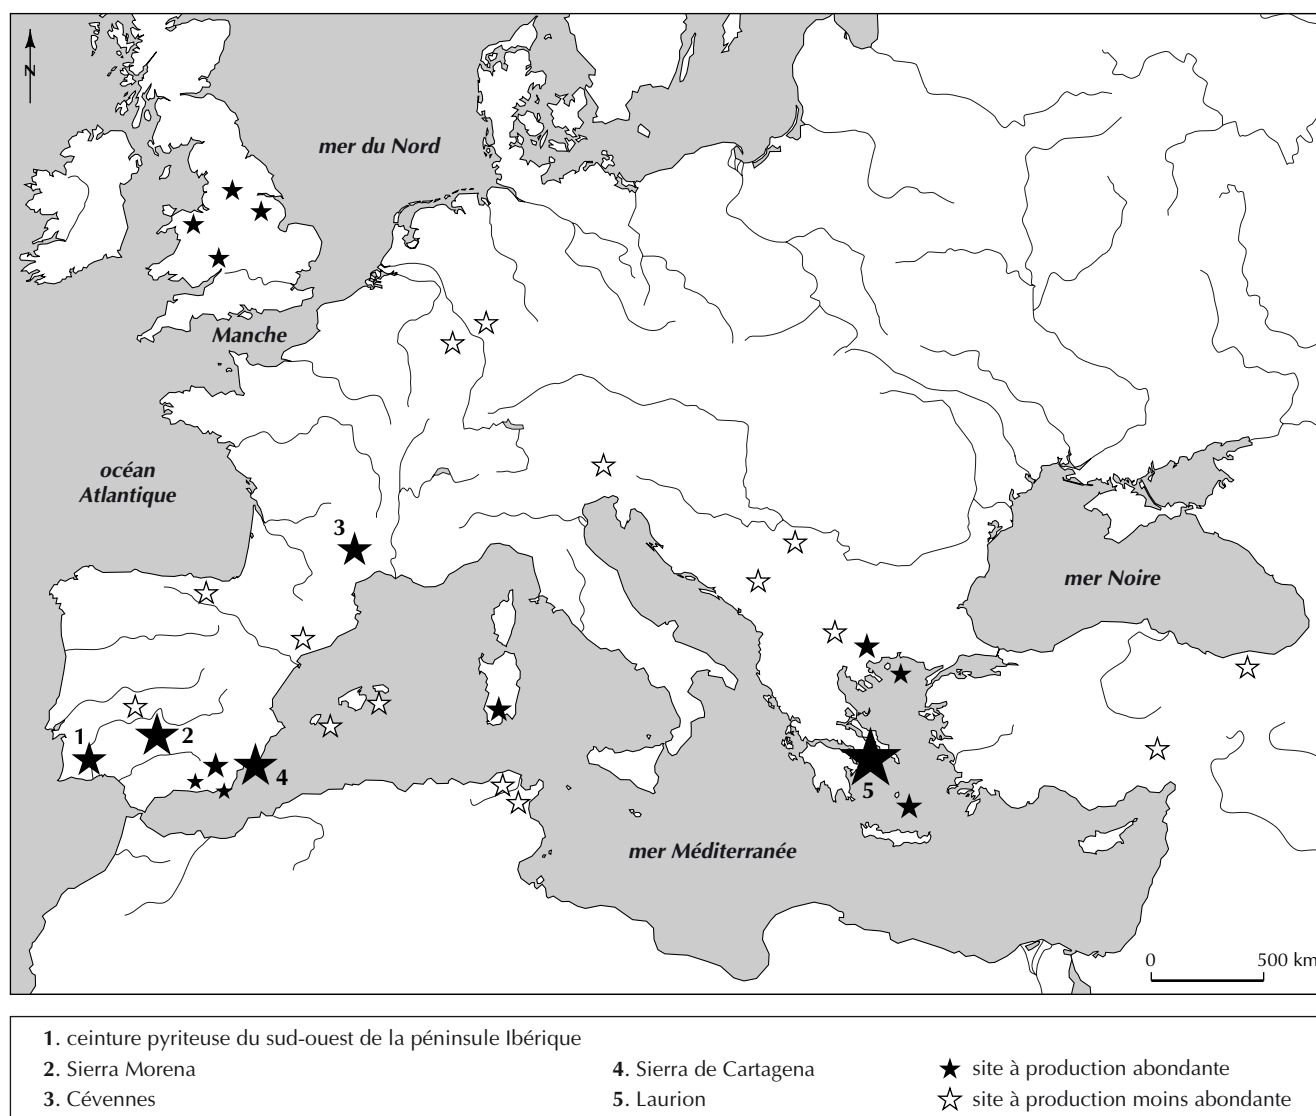 N
mer du Nord
Manche
océan
Atlantique
3
mer Noire
1
2
4
5
mer Méditerranée
0 500 km
1. ceinture pyriteuse du sud-ouest de la péninsule Ibérique
2. Sierra Morena
3. Cévennes
4. Sierra de Cartagena
5. Laurion
site à production abondante
site à production moins abondante